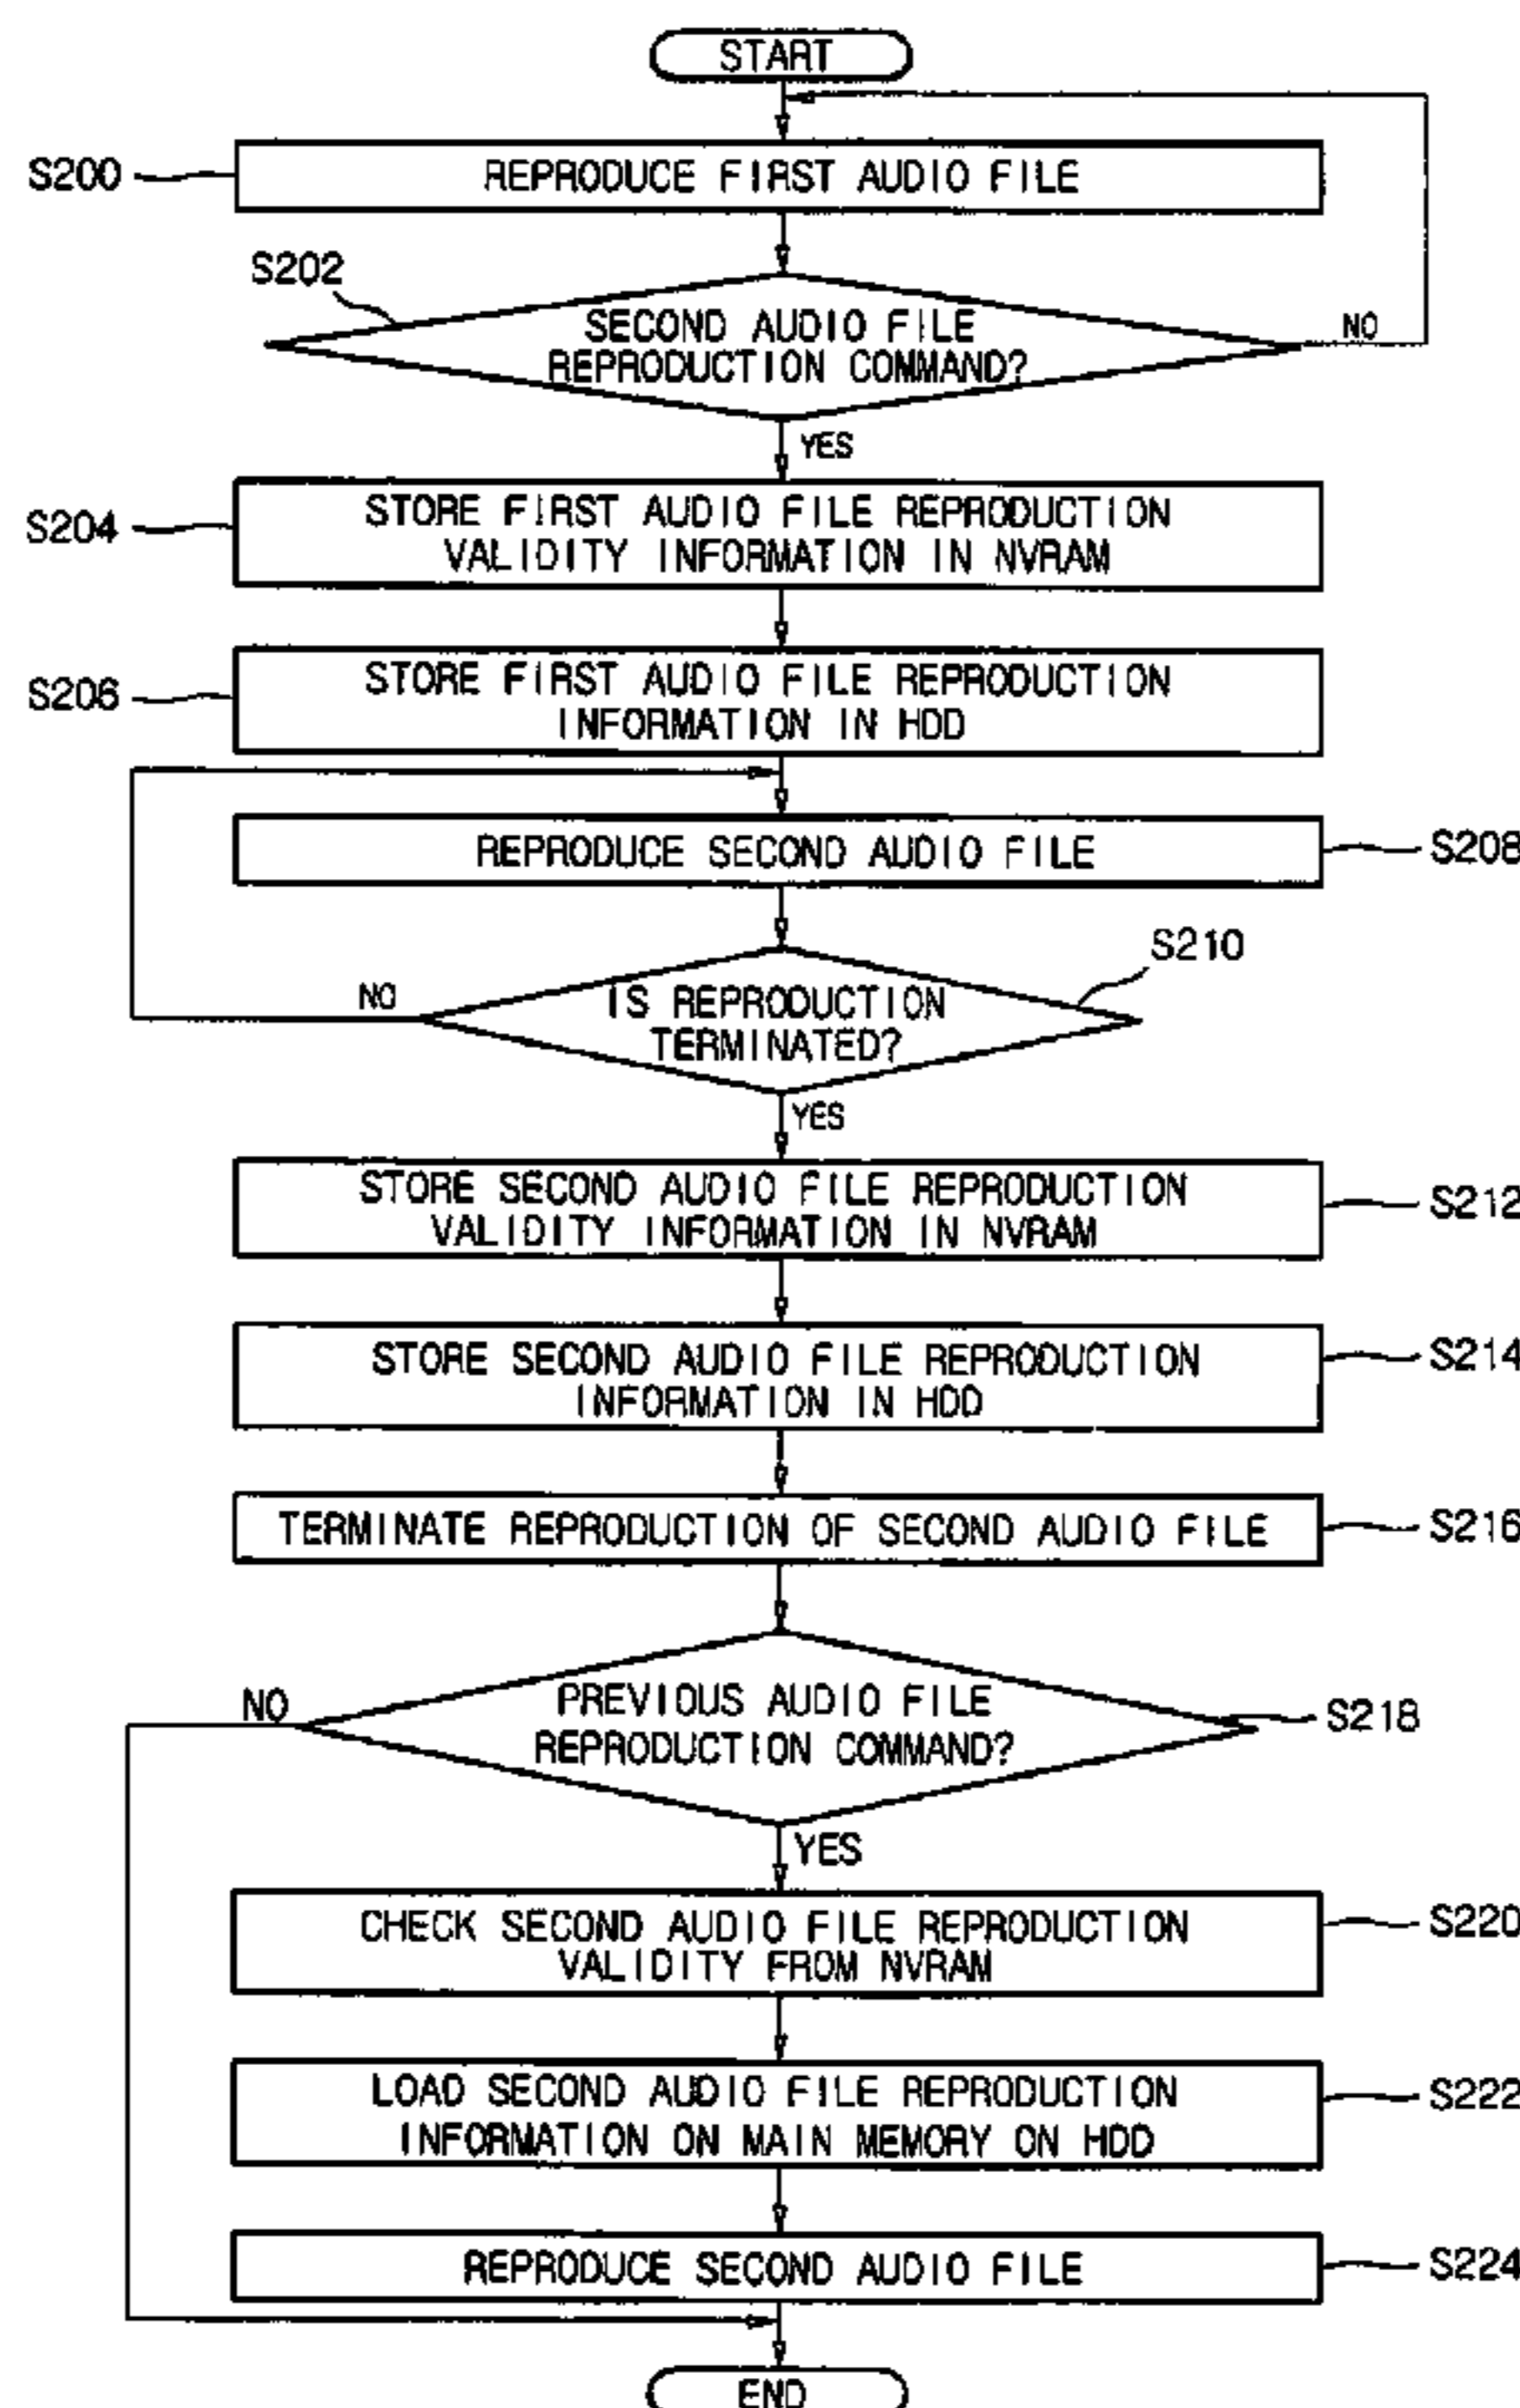 START
S200
REPRODUCE FIRST AUDIO FILE
S202
SECOND AUDIO FILE
REPRODUCTION COMMAND?
NO
YES
S204
STORE FIRST AUDIO FILE REPRODUCTION
VALIDITY INFORMATION IN NVRAM
S206
STORE FIRST AUDIO FILE REPRODUCTION
INFORMATION IN HDD
REPRODUCE SECOND AUDIO FILE
S208
S210
NO
IS REPRODUCTION
TERMINATED?
YES
STORE SECOND AUDIO FILE REPRODUCTION
VALIDITY INFORMATION IN NVRAM
S212
STORE SECOND AUDIO FILE REPRODUCTION
INFORMATION IN HDD
S214
TERMINATE REPRODUCTION OF SECOND AUDIO FILE
S216
NO
PREVIOUS AUDIO FILE
REPRODUCTION COMMAND?
S218
YES
CHECK SECOND AUDIO FILE REPRODUCTION
VALIDITY FROM NVRAM
S220
LOAD SECOND AUDIO FILE REPRODUCTION
INFORMATION ON MAIN MEMORY ON HDD
S222
REPRODUCE SECOND AUDIO FILE
S224
END